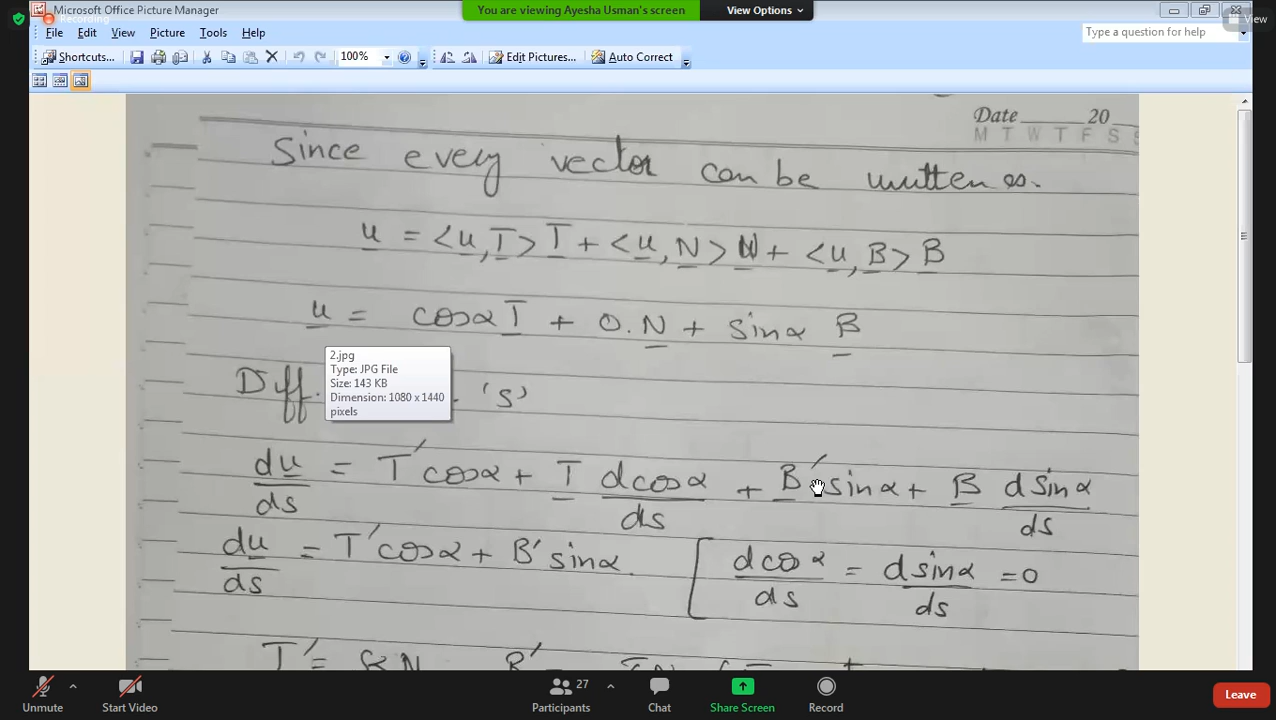 Microsoft Office Picture Manager
Recording
You are viewing Ayesha Usman's screen
View Options
View
File Edit View Picture Tools Help
Type a question for help
Shortcuts...
100%
Edit Pictures...
Auto Correct
Date 20
M T W T F S S
Since every vector can be written as.
u = <u,T>T + <u,N>N + <u,B>B
u = cosα T + 0.N + sinα B
2.jpg
Type: JPG File
Size: 143 KB
Dimension: 1080 x 1440
pixels
Diff. . 's'
du/ds = T'cosα + T dcosα/ds + B'sinα + B dsinα/ds
du/ds = T'cosα + B'sinα. [ dcosα/ds = dsinα/ds = 0
T' = N B' =
Unmute
Start Video
27
Participants
Chat
Share Screen
Record
Leave